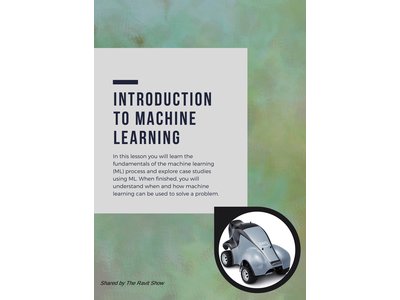 INTRODUCTION
TO MACHINE
LEARNING
In this lesson you will learn the
fundamentals of the machine learning
(ML) process and explore case studies
using ML. When finished, you will
understand when and how machine
learning can be used to solve a problem.
Shared by The Ravit Show